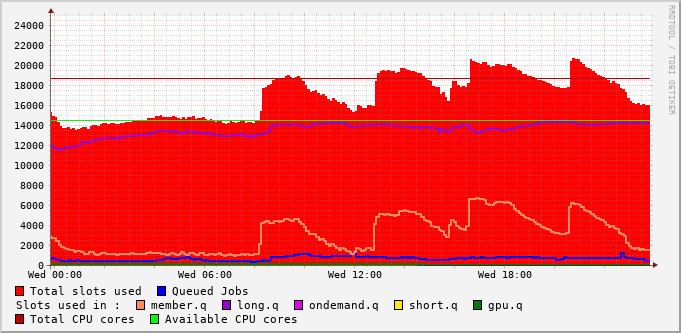 24000
22000
20000
18000
16000
14000
12000
10000
8000
6000
4000
2000
0
Wed 00:00 Wed 06:00 Wed 12:00 Wed 18:00
RRDTOOL / TOBI OETIKER
Total slots used Queued Jobs
Slots used in : member.q long.q ondemand.q short.q gpu.q
Total CPU cores Available CPU cores